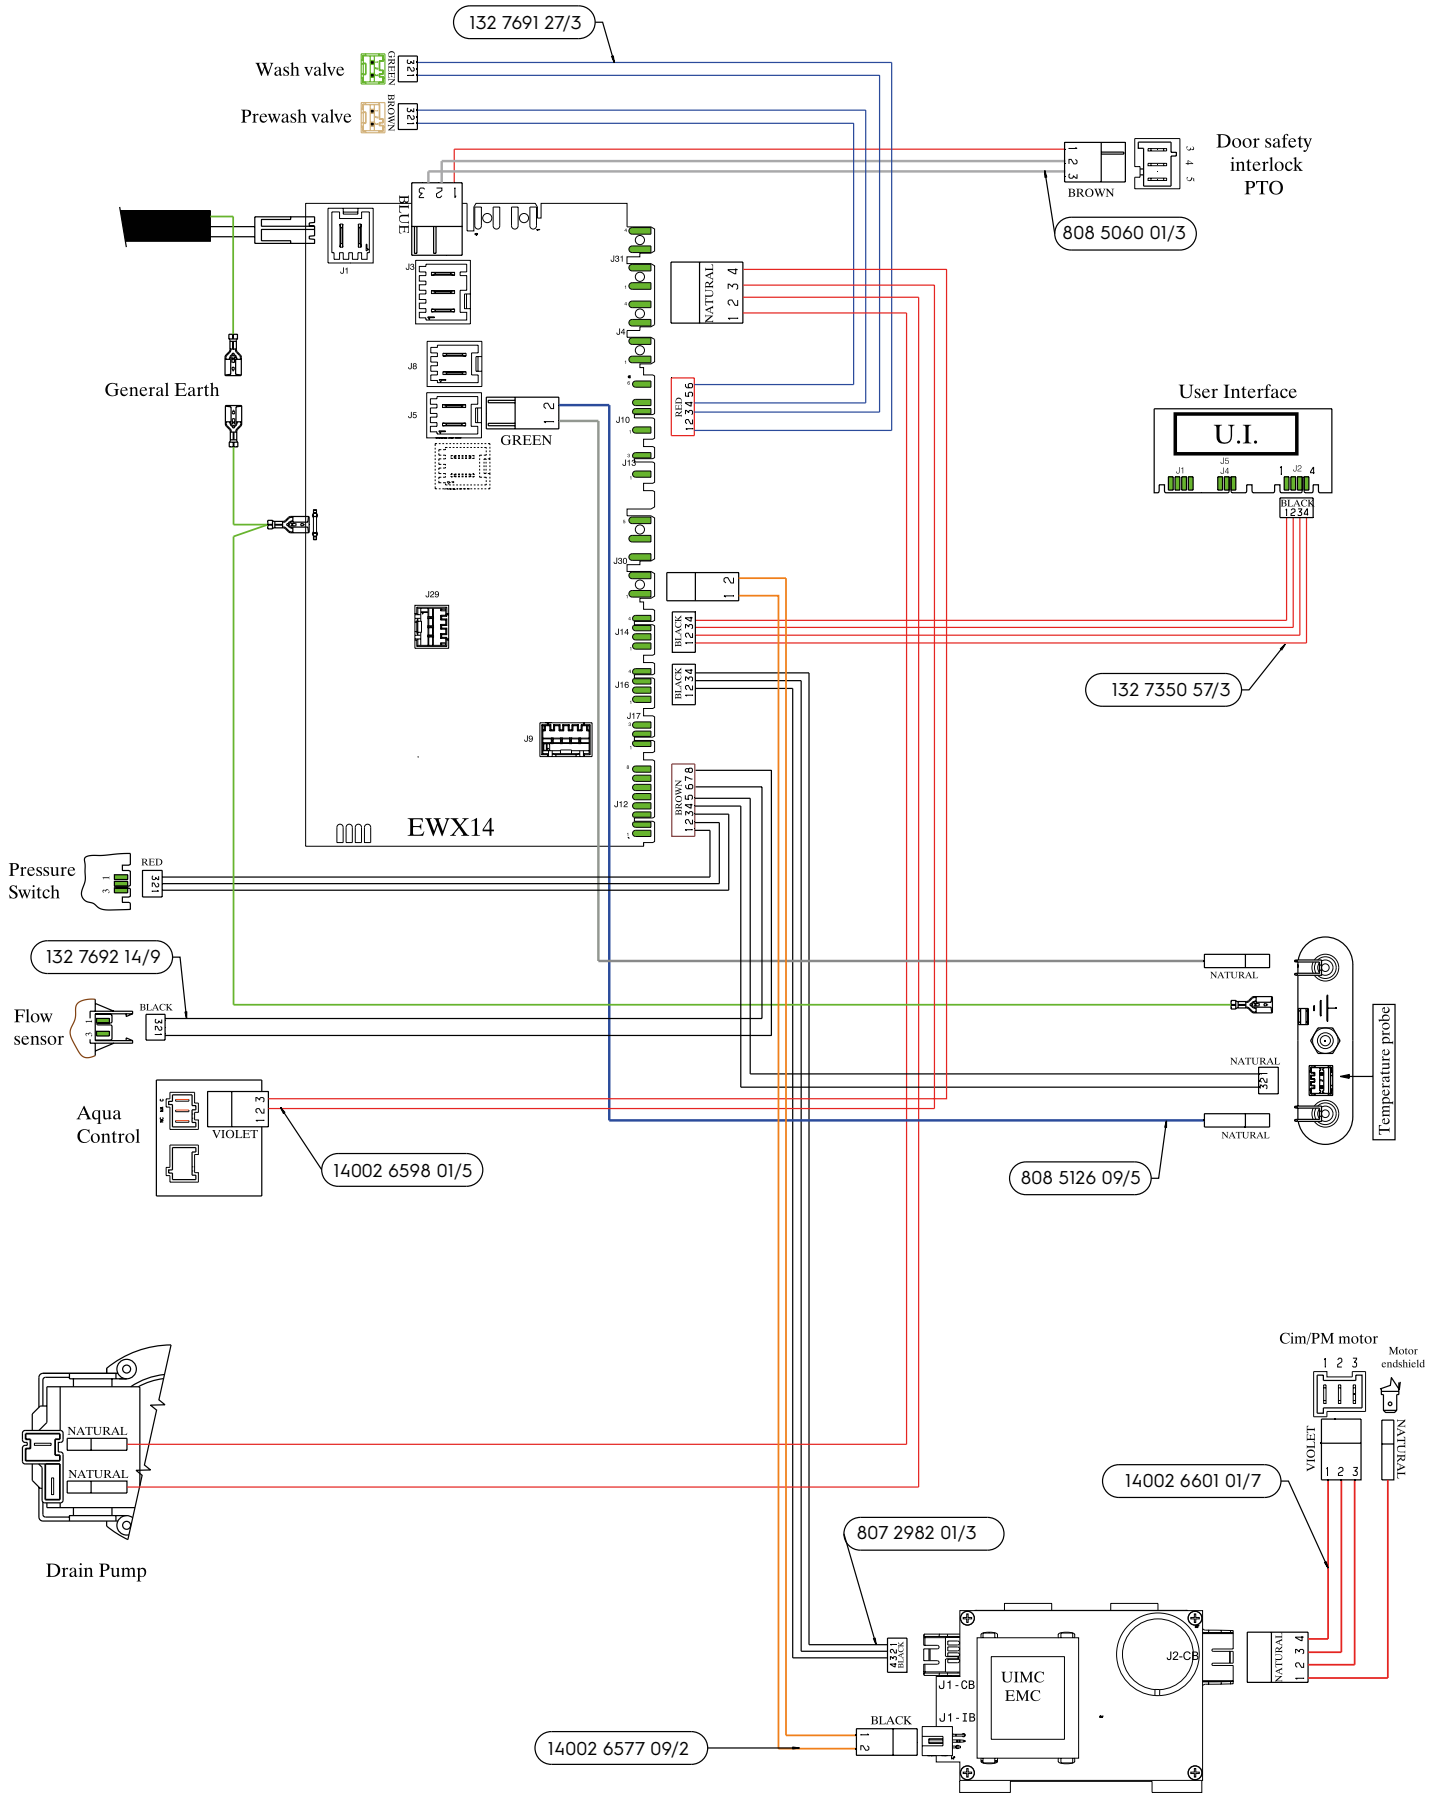 132 7691 27/3
Wash valve
GREEN
321
Prewash valve
BROWN
321
Door safety
interlock
PTO
1
2
3
BROWN
3
4
5
808 5060 01/3
BLUE
3 2 1
J1
J3
J31
NATURAL
1 2 3 4
J4
J8
J5
1 2
GREEN
RED
1 2 3 4 5 6
J10
J13
General Earth
User Interface
U.I.
J1
J5
J4
1 J2 4
BLACK
1234
J30
1 2
J29
J14
BLACK
1 2 3 4
J16
BLACK
1 2 3 4
132 7350 57/3
J17
J9
J12
BROWN
1 2 3 4 5 6 7 8
EWX14
Pressure
Switch
1
3
RED
321
132 7692 14/9
Flow
sensor
1
3
BLACK
321
NATURAL
NATURAL
32
Temperature probe
NATURAL
Aqua
Control
1 2 3
VIOLET
14002 6598 01/5
808 5126 09/5
Cim/PM motor
Motor
endshield
1 2 3
VIOLET
1 2 3
NATURAL
NATURAL
NATURAL
Drain Pump
14002 6601 01/7
807 2982 01/3
4321
BLACK
J1-CB
J2-CB
UIMC
EMC
NATURAL
1 2 3 4
J1-IB
BLACK
1
2
14002 6577 09/2